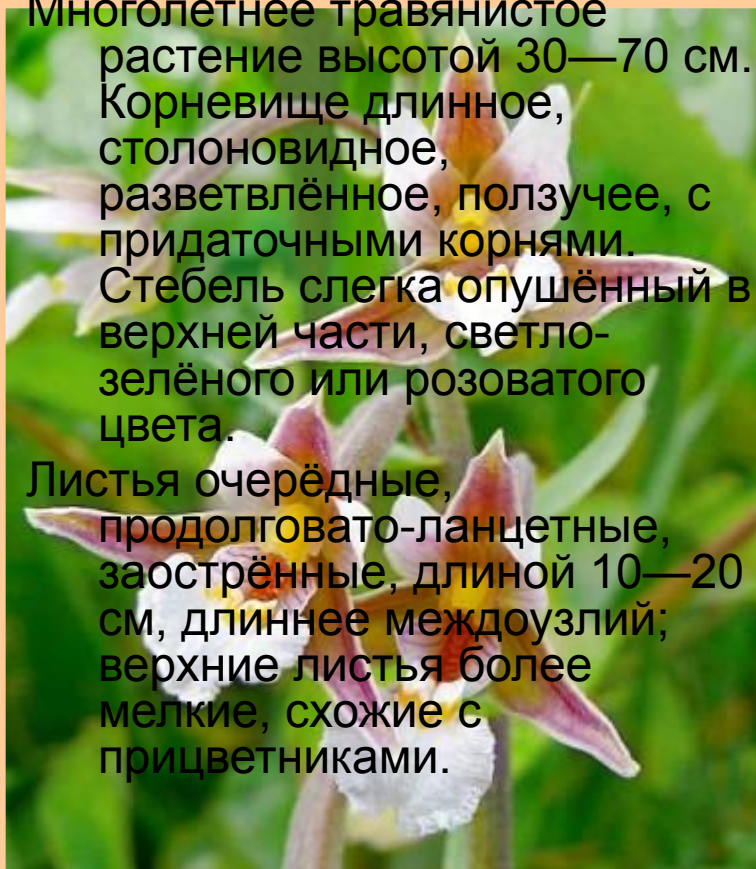 Многолетнее травянистое
растение высотой 30—70 см.
Корневище длинное,
столоновидное,
разветвлённое, ползучее, с
придаточными корнями.
Стебель слегка опушённый в
верхней части, светло-
зелёного или розоватого
цвета.
Листья очерёдные,
продолговато-ланцетные,
заострённые, длиной 10—20
см, длиннее междоузлий;
верхние листья более
мелкие, схожие с
прицветниками.